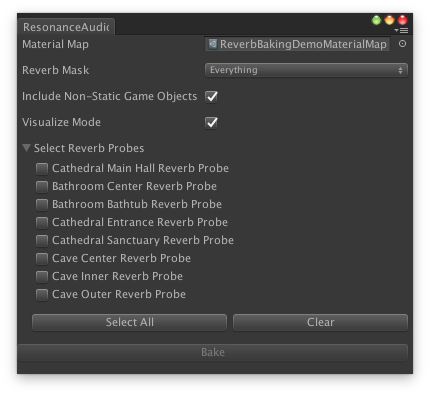 ResonanceAudio
Material Map
ReverbBakingDemoMaterialMap
Reverb Mask
Everything
Include Non-Static Game Objects
Visualize Mode
Select Reverb Probes
Cathedral Main Hall Reverb Probe
Bathroom Center Reverb Probe
Bathroom Bathtub Reverb Probe
Cathedral Entrance Reverb Probe
Cathedral Sanctuary Reverb Probe
Cave Center Reverb Probe
Cave Inner Reverb Probe
Cave Outer Reverb Probe
Select All
Clear
Bake